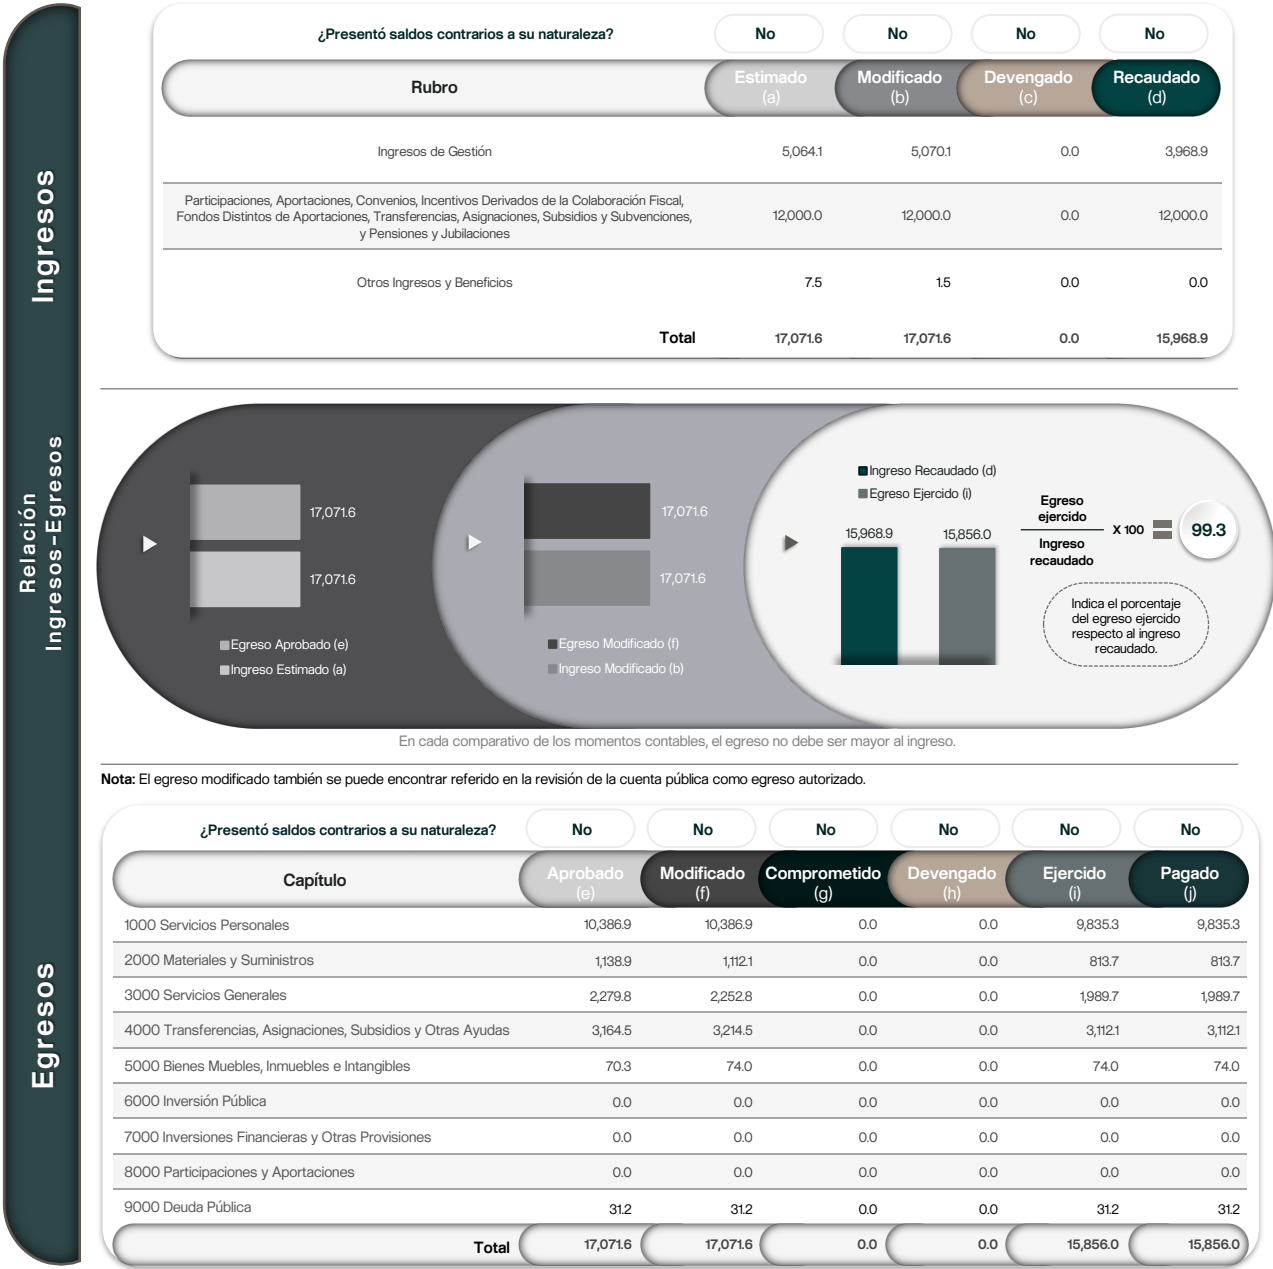 Ingresos
¿Presentó saldos contrarios a su naturaleza? No No No No
Rubro Estimado (a) Modificado (b) Devengado (c) Recaudado (d)
Ingresos de Gestión 5,064.1 5,070.1 0.0 3,968.9
Participaciones, Aportaciones, Convenios, Incentivos Derivados de la Colaboración Fiscal,
Fondos Distintos de Aportaciones, Transferencias, Asignaciones, Subsidios y Subvenciones, 12,000.0 12,000.0 0.0 12,000.0
y Pensiones y Jubilaciones
Otros Ingresos y Beneficios 7.5 1.5 0.0 0.0
Total 17,071.6 17,071.6 0.0 15,968.9
Relación
Ingresos-Egresos
17,071.6
17,071.6
Egreso Aprobado (e)
Ingreso Estimado (a)
17,071.6
17,071.6
Egreso Modificado (f)
Ingreso Modificado (b)
Ingreso Recaudado (d)
Egreso Ejercido (i)
15,968.9 15,856.0
Egreso
ejercido
Ingreso
recaudado
X 100 = 99.3
Indica el porcentaje
del egreso ejercido
respecto al ingreso
recaudado.
En cada comparativo de los momentos contables, el egreso no debe ser mayor al ingreso.
Nota: El egreso modificado también se puede encontrar referido en la revisión de la cuenta pública como egreso autorizado.
Egresos
¿Presentó saldos contrarios a su naturaleza? No No No No No No
Capítulo Aprobado (e) Modificado (f) Comprometido (g) Devengado (h) Ejercido (i) Pagado (j)
1000 Servicios Personales 10,386.9 10,386.9 0.0 0.0 9,835.3 9,835.3
2000 Materiales y Suministros 1,138.9 1,112.1 0.0 0.0 813.7 813.7
3000 Servicios Generales 2,279.8 2,252.8 0.0 0.0 1,989.7 1,989.7
4000 Transferencias, Asignaciones, Subsidios y Otras Ayudas 3,164.5 3,214.5 0.0 0.0 3,112.1 3,112.1
5000 Bienes Muebles, Inmuebles e Intangibles 70.3 74.0 0.0 0.0 74.0 74.0
6000 Inversión Pública 0.0 0.0 0.0 0.0 0.0 0.0
7000 Inversiones Financieras y Otras Provisiones 0.0 0.0 0.0 0.0 0.0 0.0
8000 Participaciones y Aportaciones 0.0 0.0 0.0 0.0 0.0 0.0
9000 Deuda Pública 31.2 31.2 0.0 0.0 31.2 31.2
Total 17,071.6 17,071.6 0.0 0.0 15,856.0 15,856.0